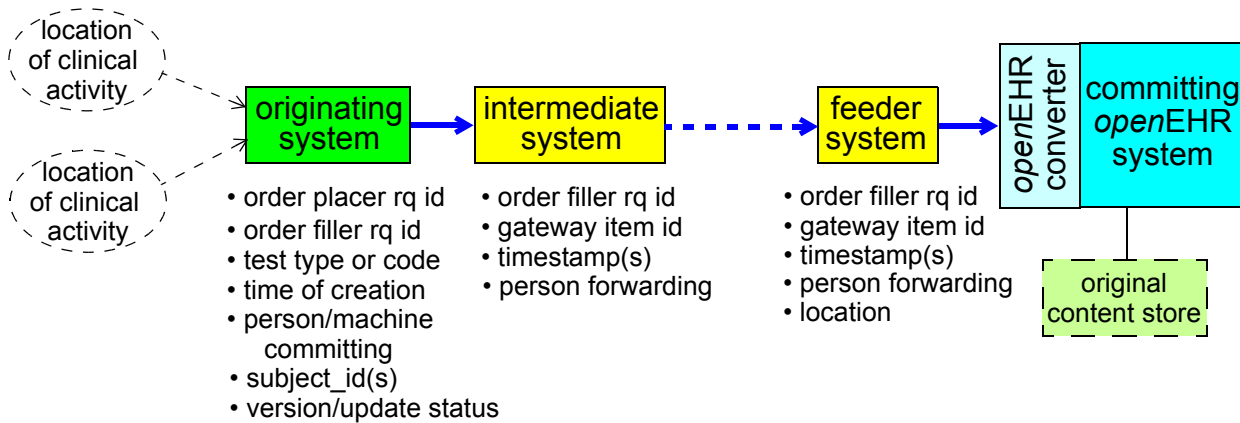 location
of clinical
activity
location
of clinical
activity
originating
system
• order placer rq id
• order filler rq id
• test type or code
• time of creation
• person/machine
committing
• subject_id(s)
• version/update status
intermediate
system
• order filler rq id
• gateway item id
• timestamp(s)
• person forwarding
feeder
system
• order filler rq id
• gateway item id
• timestamp(s)
• person forwarding
• location
openEHR
converter
committing
openEHR
system
original
content store